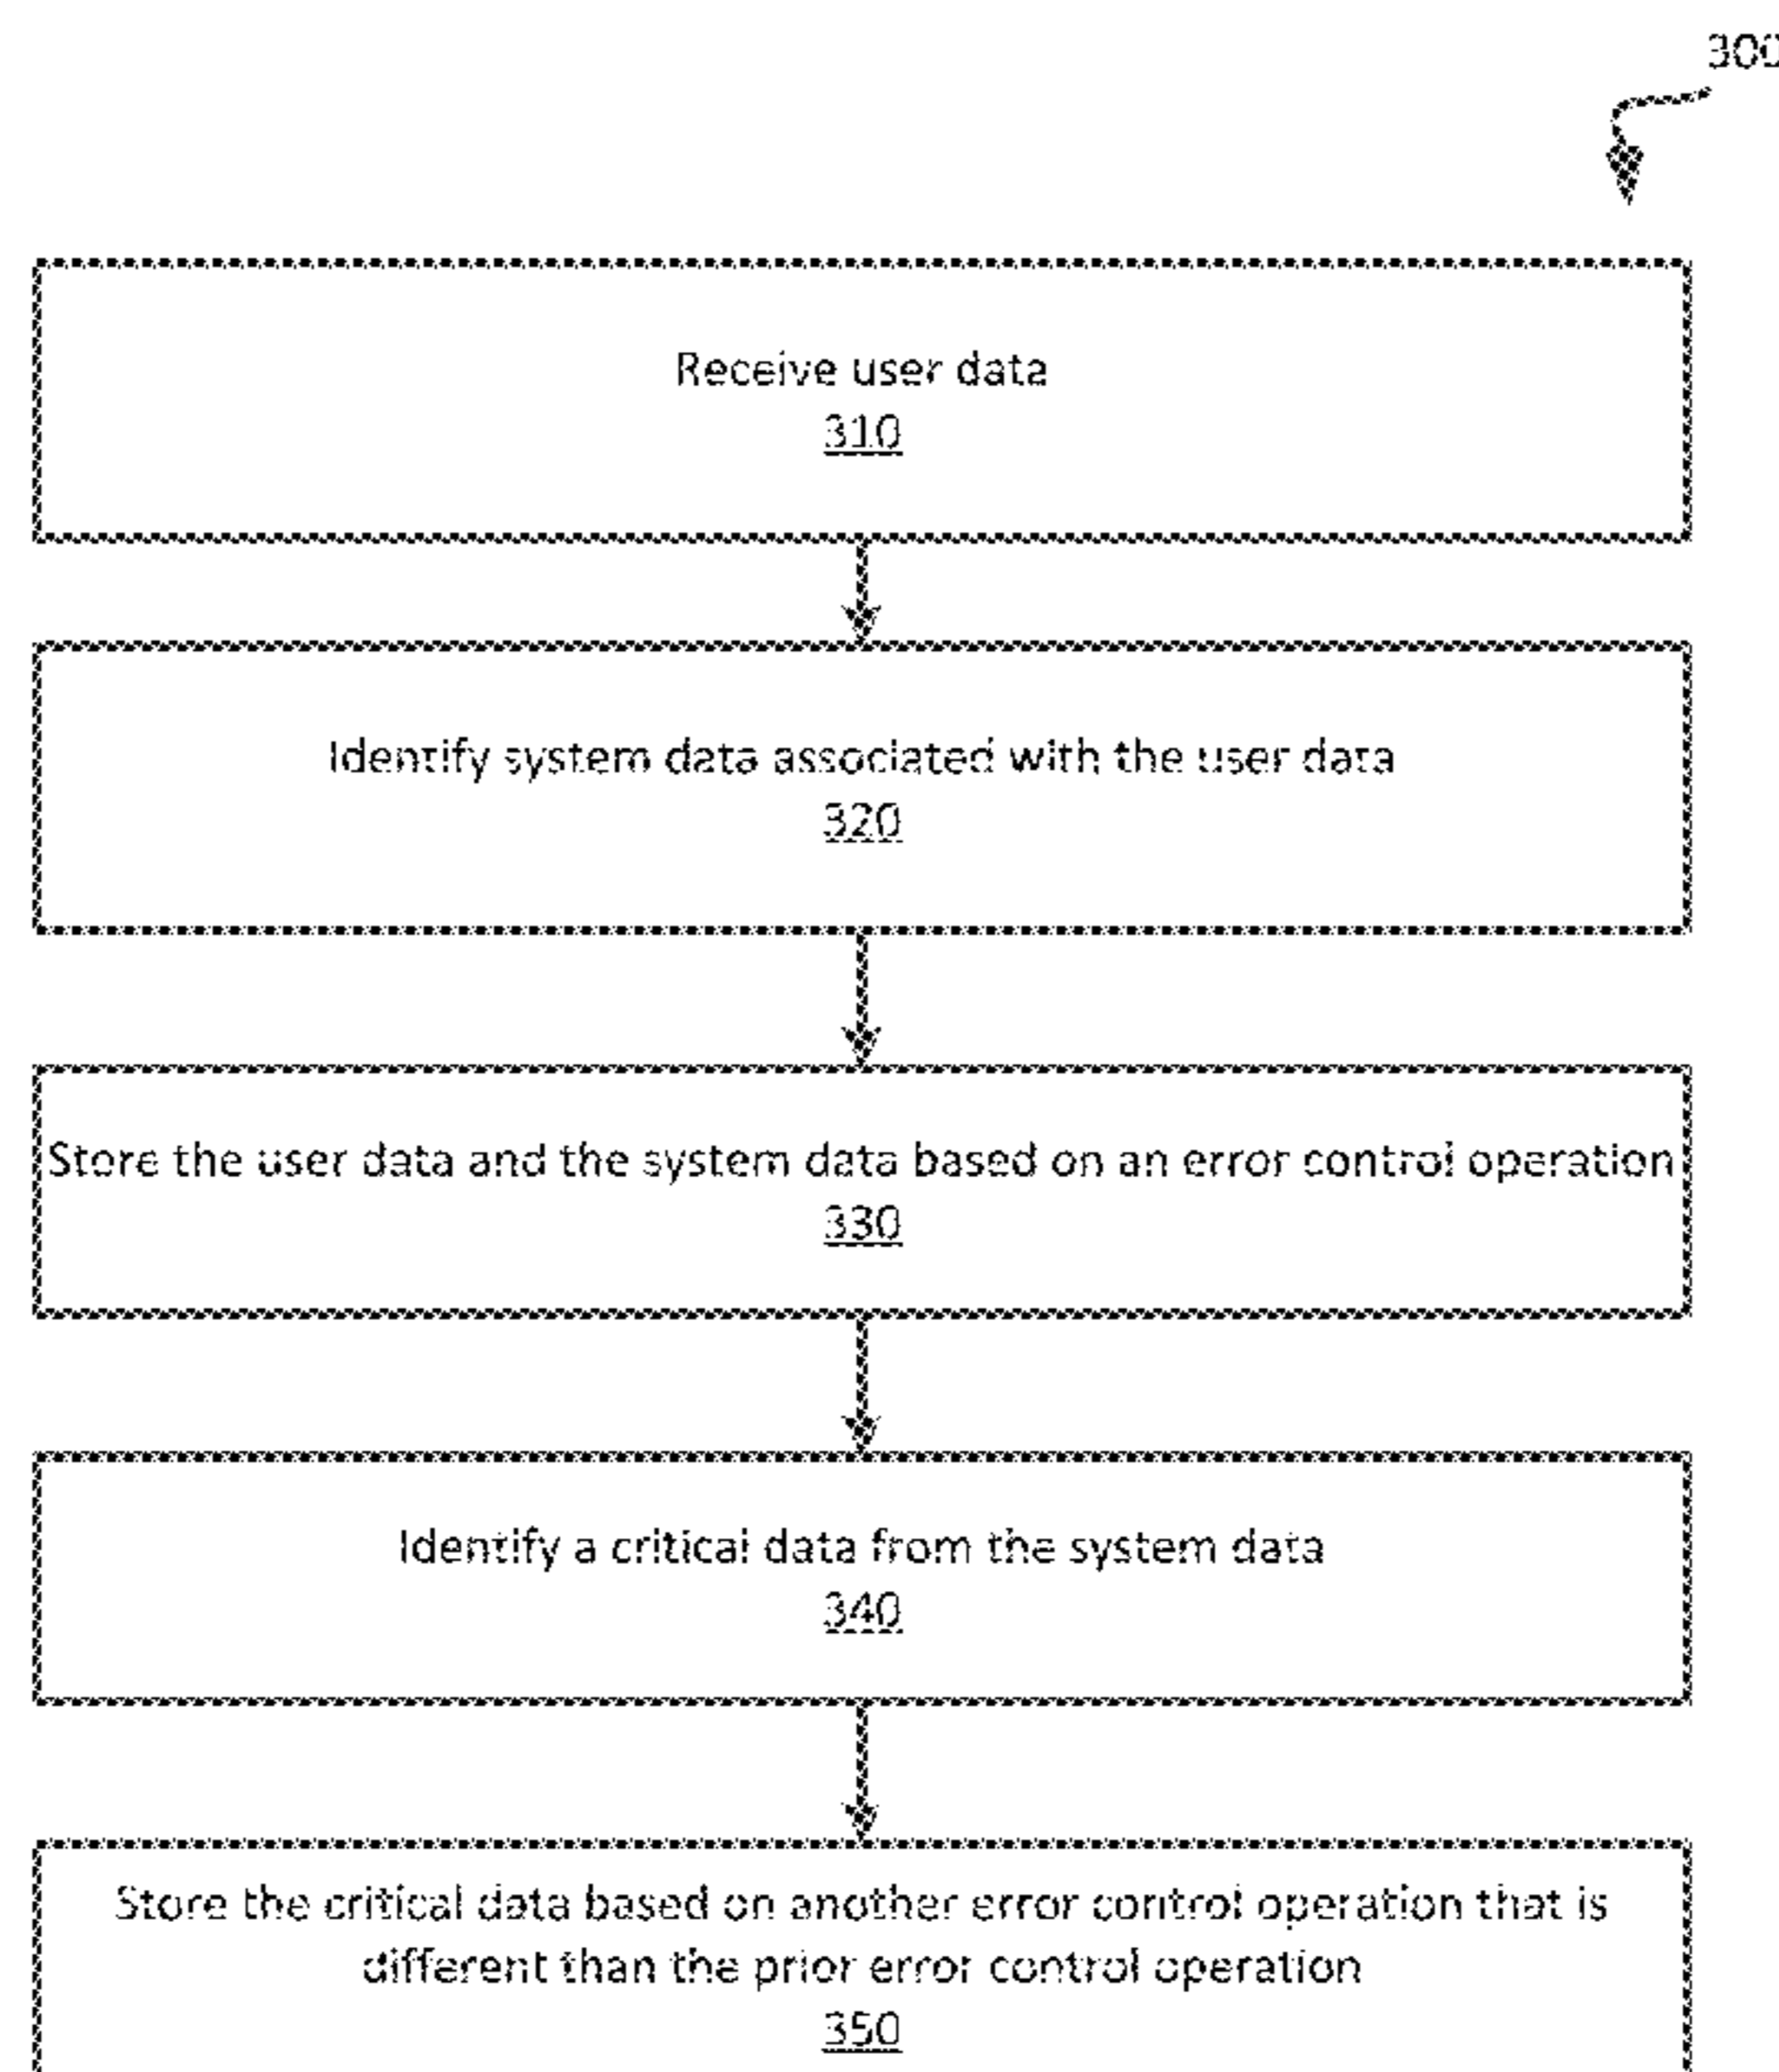 300
Receive user data
310
Identify system data associated with the user data
320
Store the user data and the system data based on an error control operation
330
Identify a critical data from the system data
340
Store the critical data based on another error control operation that is
different than the prior error control operation
350